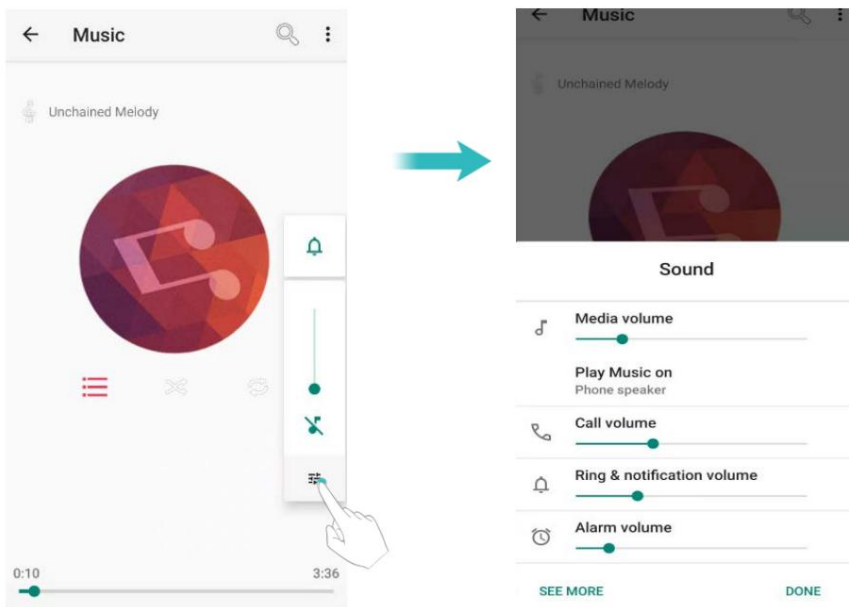 Music
Unchained Melody
0:10
3:36
Music
Unchained Melody
Sound
Media volume
Play Music on
Phone speaker
Call volume
Ring & notification volume
Alarm volume
SEE MORE
DONE